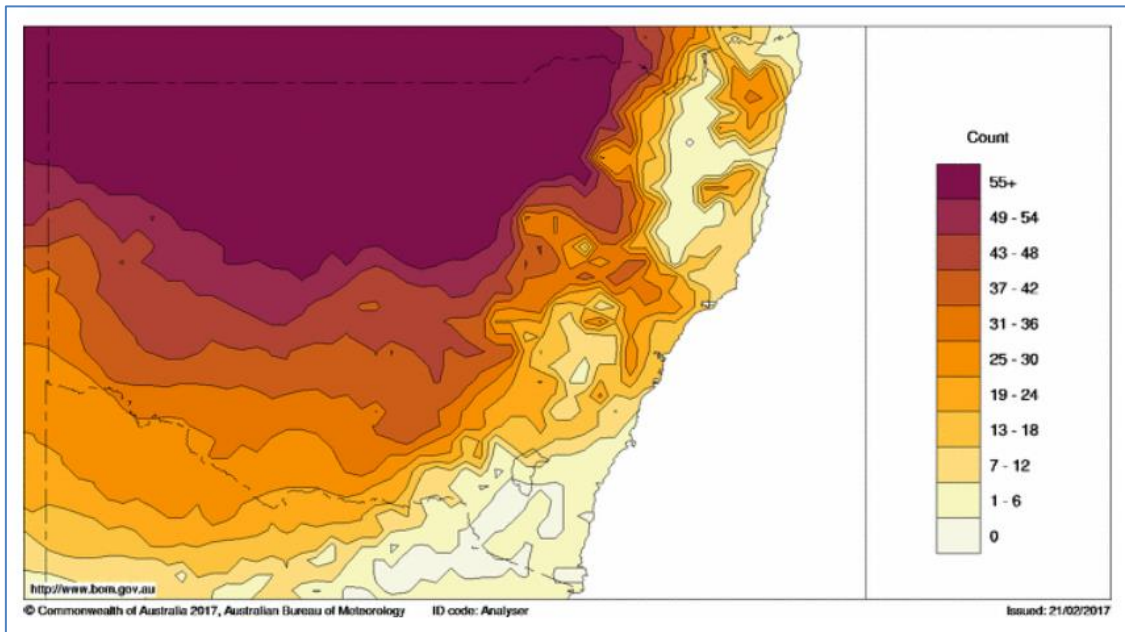 Count
55+
49 - 54
43 - 48
37 - 42
31 - 36
25 - 30
19 - 24
13 - 18
7 - 12
1 - 6
0
http://www.bom.gov.au
© Commonwealth of Australia 2017, Australian Bureau of Meteorology ID code: Analyser Issued: 21/02/2017